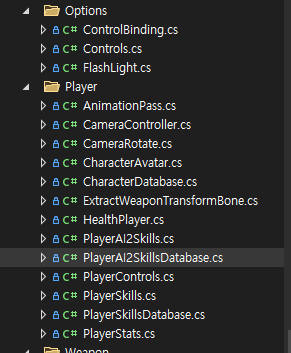 Options
C# ControlBinding.cs
C# Controls.cs
C# FlashLight.cs
Player
C# AnimationPass.cs
C# CameraController.cs
C# CameraRotate.cs
C# CharacterAvatar.cs
C# CharacterDatabase.cs
C# ExtractWeaponTransformBone.cs
C# HealthPlayer.cs
C# PlayerAI2Skills.cs
C# PlayerAI2SkillsDatabase.cs
C# PlayerControls.cs
C# PlayerSkills.cs
C# PlayerSkillsDatabase.cs
C# PlayerStats.cs
Weapon